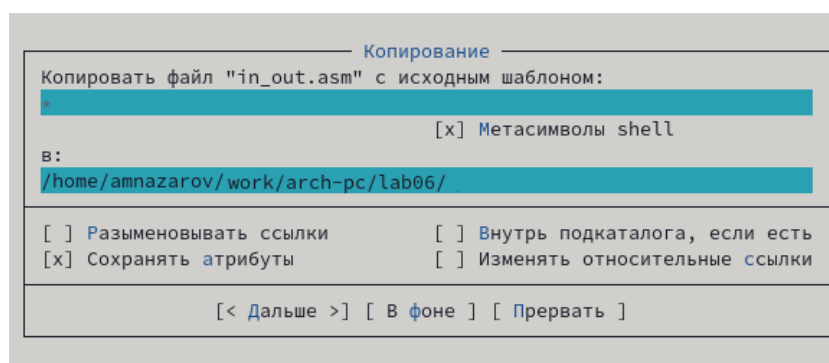 Копирование
Копировать файл "in_out.asm" с исходным шаблоном:
*
[x] Метасимволы shell
в:
/home/amnazarov/work/arch-pc/lab06/
[ ] Разыменовывать ссылки [ ] Внутрь подкаталога, если есть
[x] Сохранять атрибуты [ ] Изменять относительные ссылки
[< Дальше >] [ В фоне ] [ Прервать ]